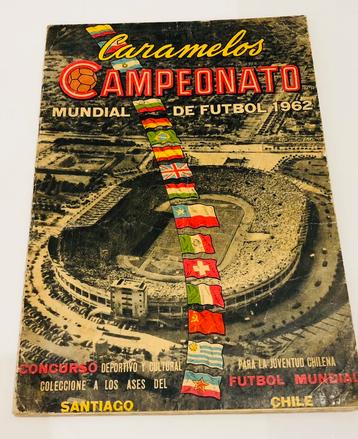 Caramelos
CAMPEONATO
MUNDIAL DE FUTBOL 1962
CONCURSO DEPORTIVO Y CULTURAL PARA LA JUVENTUD CHILENA
COLECCIONE A LOS ASES DEL FUTBOL MUNDIAL
SANTIAGO CHILE